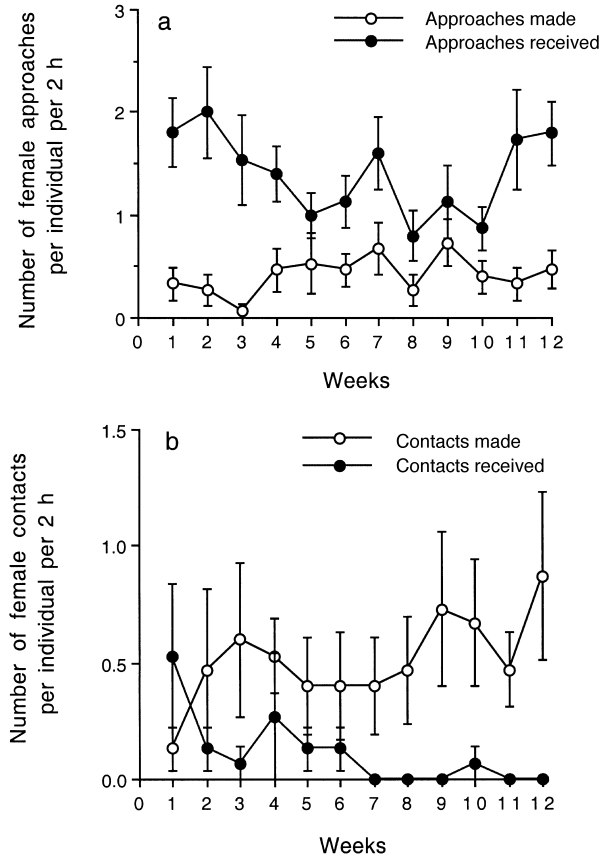 a
Approaches made
Approaches received
Number of female approaches
per individual per 2 h
3
2
1
0
0 1 2 3 4 5 6 7 8 9 10 11 12
Weeks
b
Contacts made
Contacts received
Number of female contacts
per individual per 2 h
1.5
1.0
0.5
0.0
0 1 2 3 4 5 6 7 8 9 10 11 12
Weeks